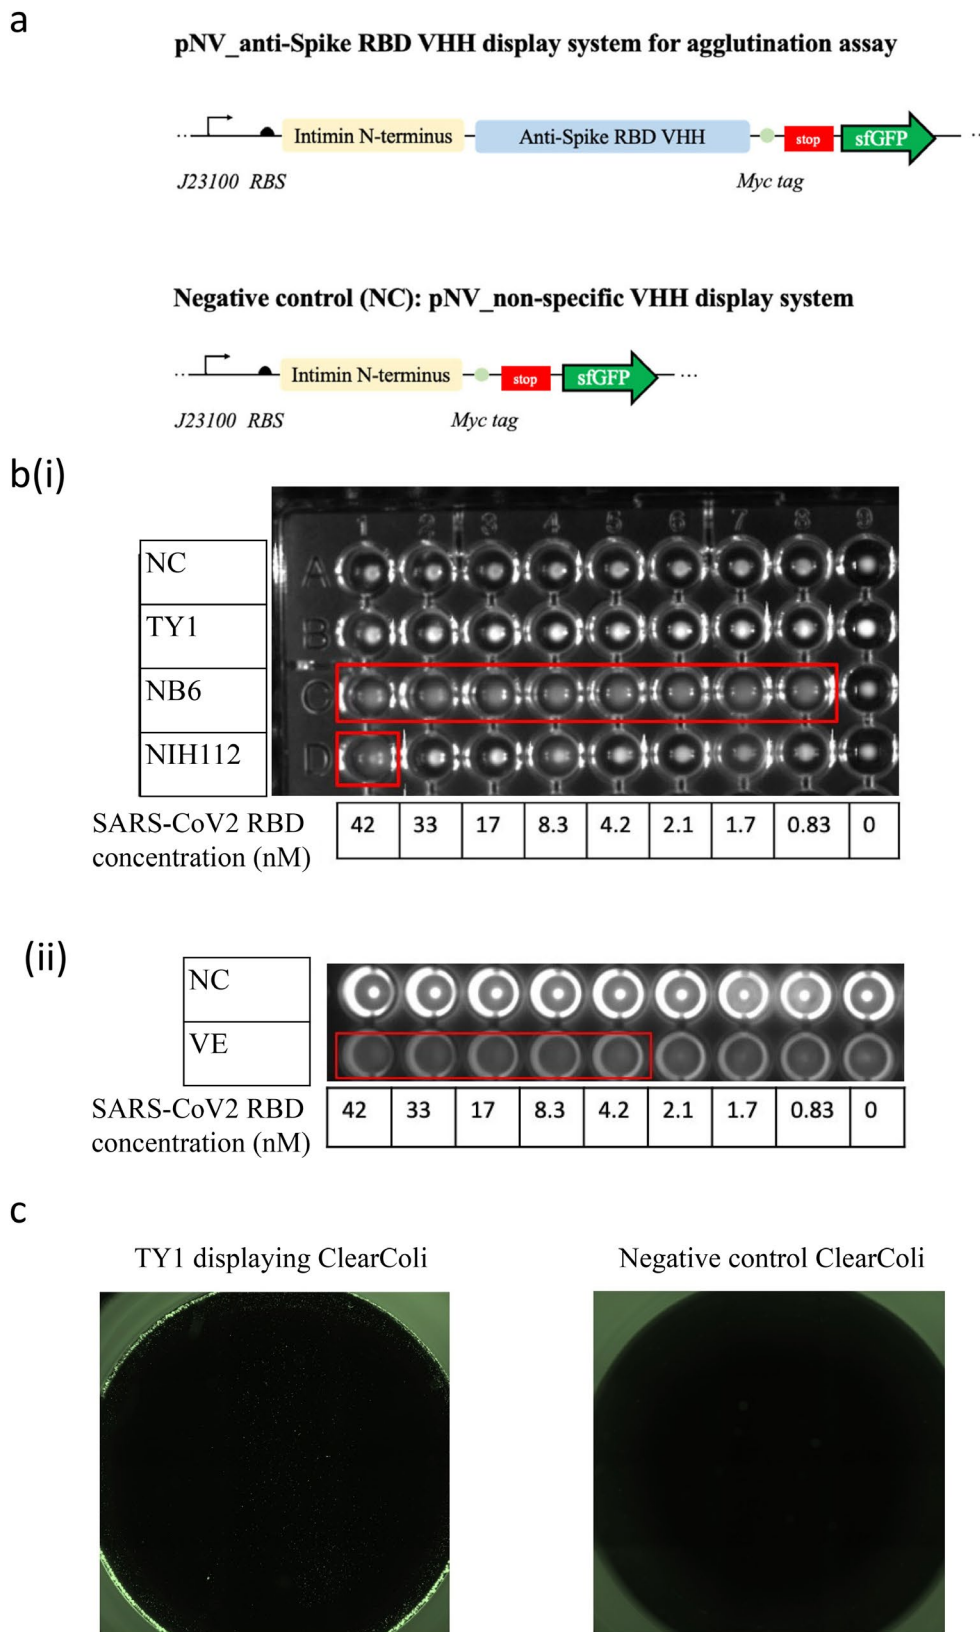 a
pNV_anti-Spike RBD VHH display system for agglutination assay
Intimin N-terminus
Anti-Spike RBD VHH
stop
sfGFP
J23100 RBS
Myc tag
Negative control (NC): pNV_non-specific VHH display system
Intimin N-terminus
stop
sfGFP
J23100 RBS
Myc tag
b(i)
1 2 3 4 5 6 7 8 9
NC
A
TY1
B
NB6
C
NIH112
D
SARS-CoV2 RBD
concentration (nM)
42 33 17 8.3 4.2 2.1 1.7 0.83 0
(ii)
NC
VE
SARS-CoV2 RBD
concentration (nM)
42 33 17 8.3 4.2 2.1 1.7 0.83 0
c
TY1 displaying ClearColi
Negative control ClearColi